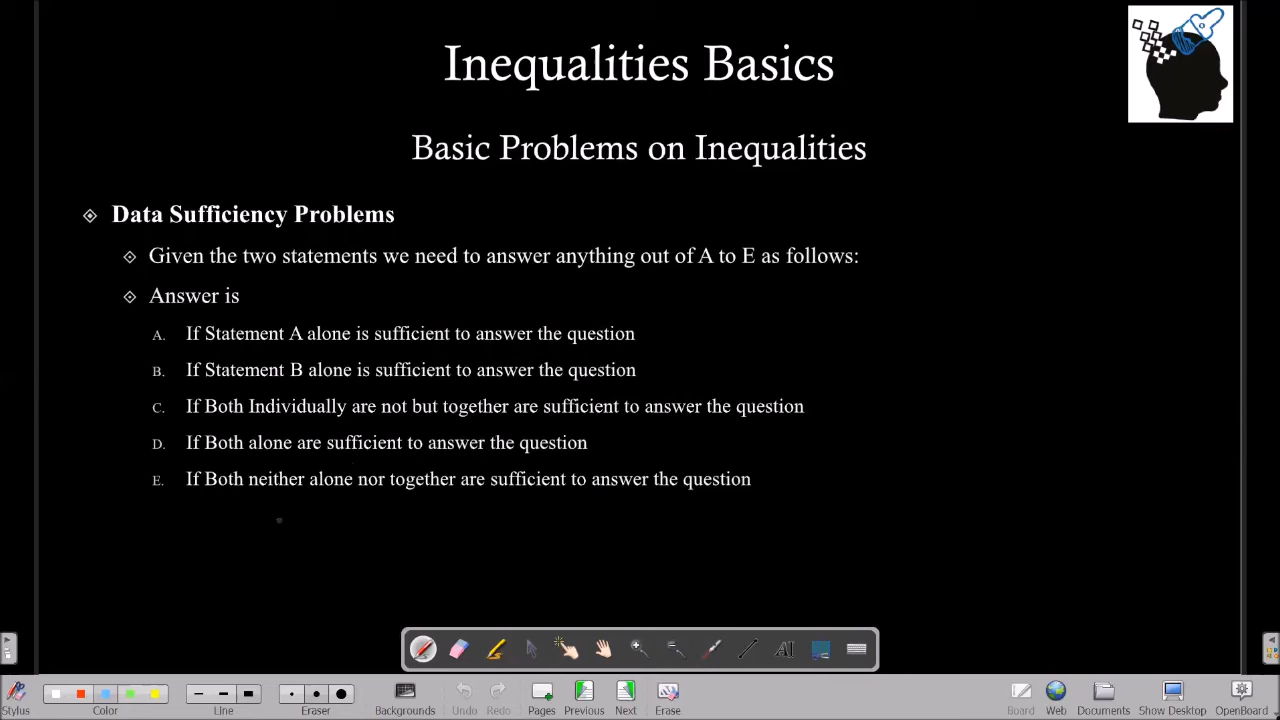 Inequalities Basics
Basic Problems on Inequalities
Data Sufficiency Problems
Given the two statements we need to answer anything out of A to E as follows:
Answer is
A. If Statement A alone is sufficient to answer the question
B. If Statement B alone is sufficient to answer the question
C. If Both Individually are not but together are sufficient to answer the question
D. If Both alone are sufficient to answer the question
E. If Both neither alone nor together are sufficient to answer the question
AI
Stylus Color Line Eraser Backgrounds Undo Redo Pages Previous Next Erase Board Web Documents Show Desktop OpenBoard